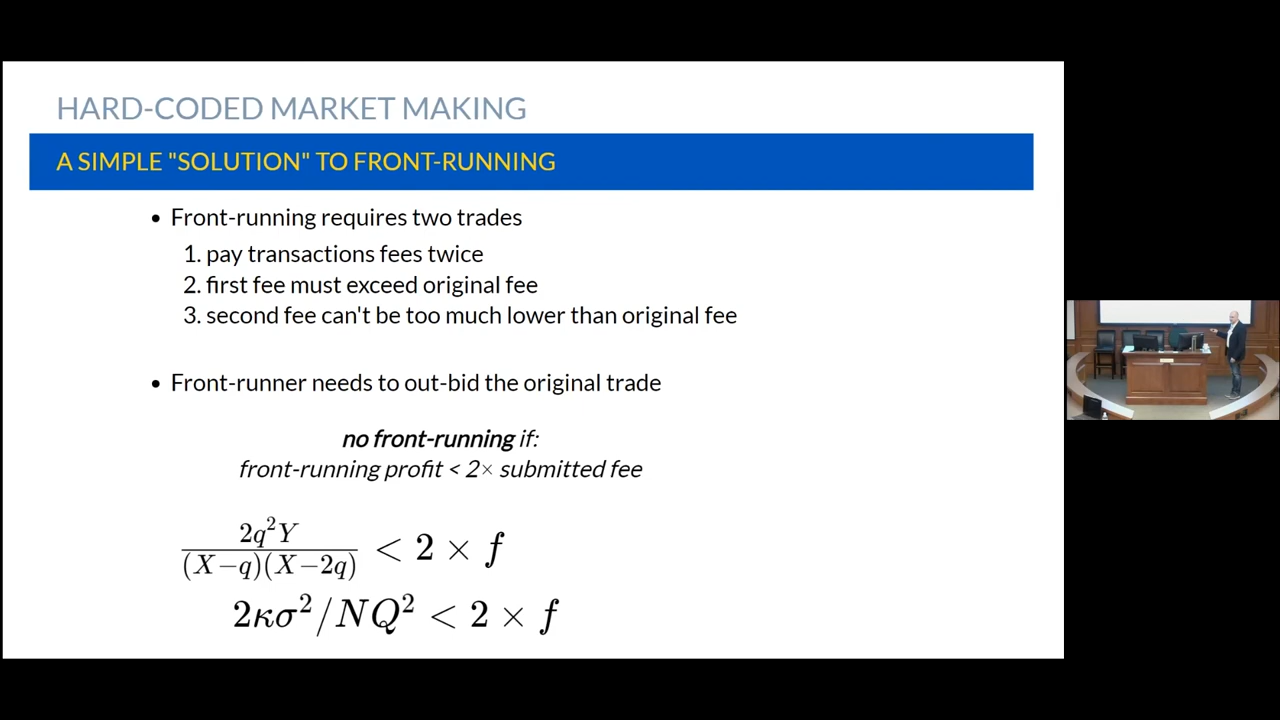 HARD-CODED MARKET MAKING
A SIMPLE "SOLUTION" TO FRONT-RUNNING
• Front-running requires two trades
1. pay transactions fees twice
2. first fee must exceed original fee
3. second fee can't be too much lower than original fee
• Front-runner needs to out-bid the original trade
no front-running if:
front-running profit < 2× submitted fee
2q²Y / (X−q)(X−2q) < 2 × f
2κσ²/NQ² < 2 × f